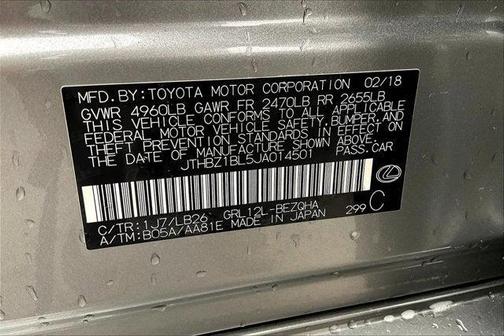 MFD.BY:TOYOTA MOTOR CORPORATION 02/18
GVWR 4960LB GAWR FR 2470LB RR 2655LB
THIS VEHICLE CONFORMS TO ALL APPLICABLE
FEDERAL MOTOR VEHICLE SAFETY, BUMPER, AND
THEFT PREVENTION STANDARDS IN EFFECT ON
THE DATE OF MANUFACTURE SHOWN ABOVE.
JTHBZ1BL5JA014501 PASS.CAR
C/TR:1J7/LB26 GRL12L-BEZQHA
A/TM:B05A/AA81E MADE IN JAPAN 299 C